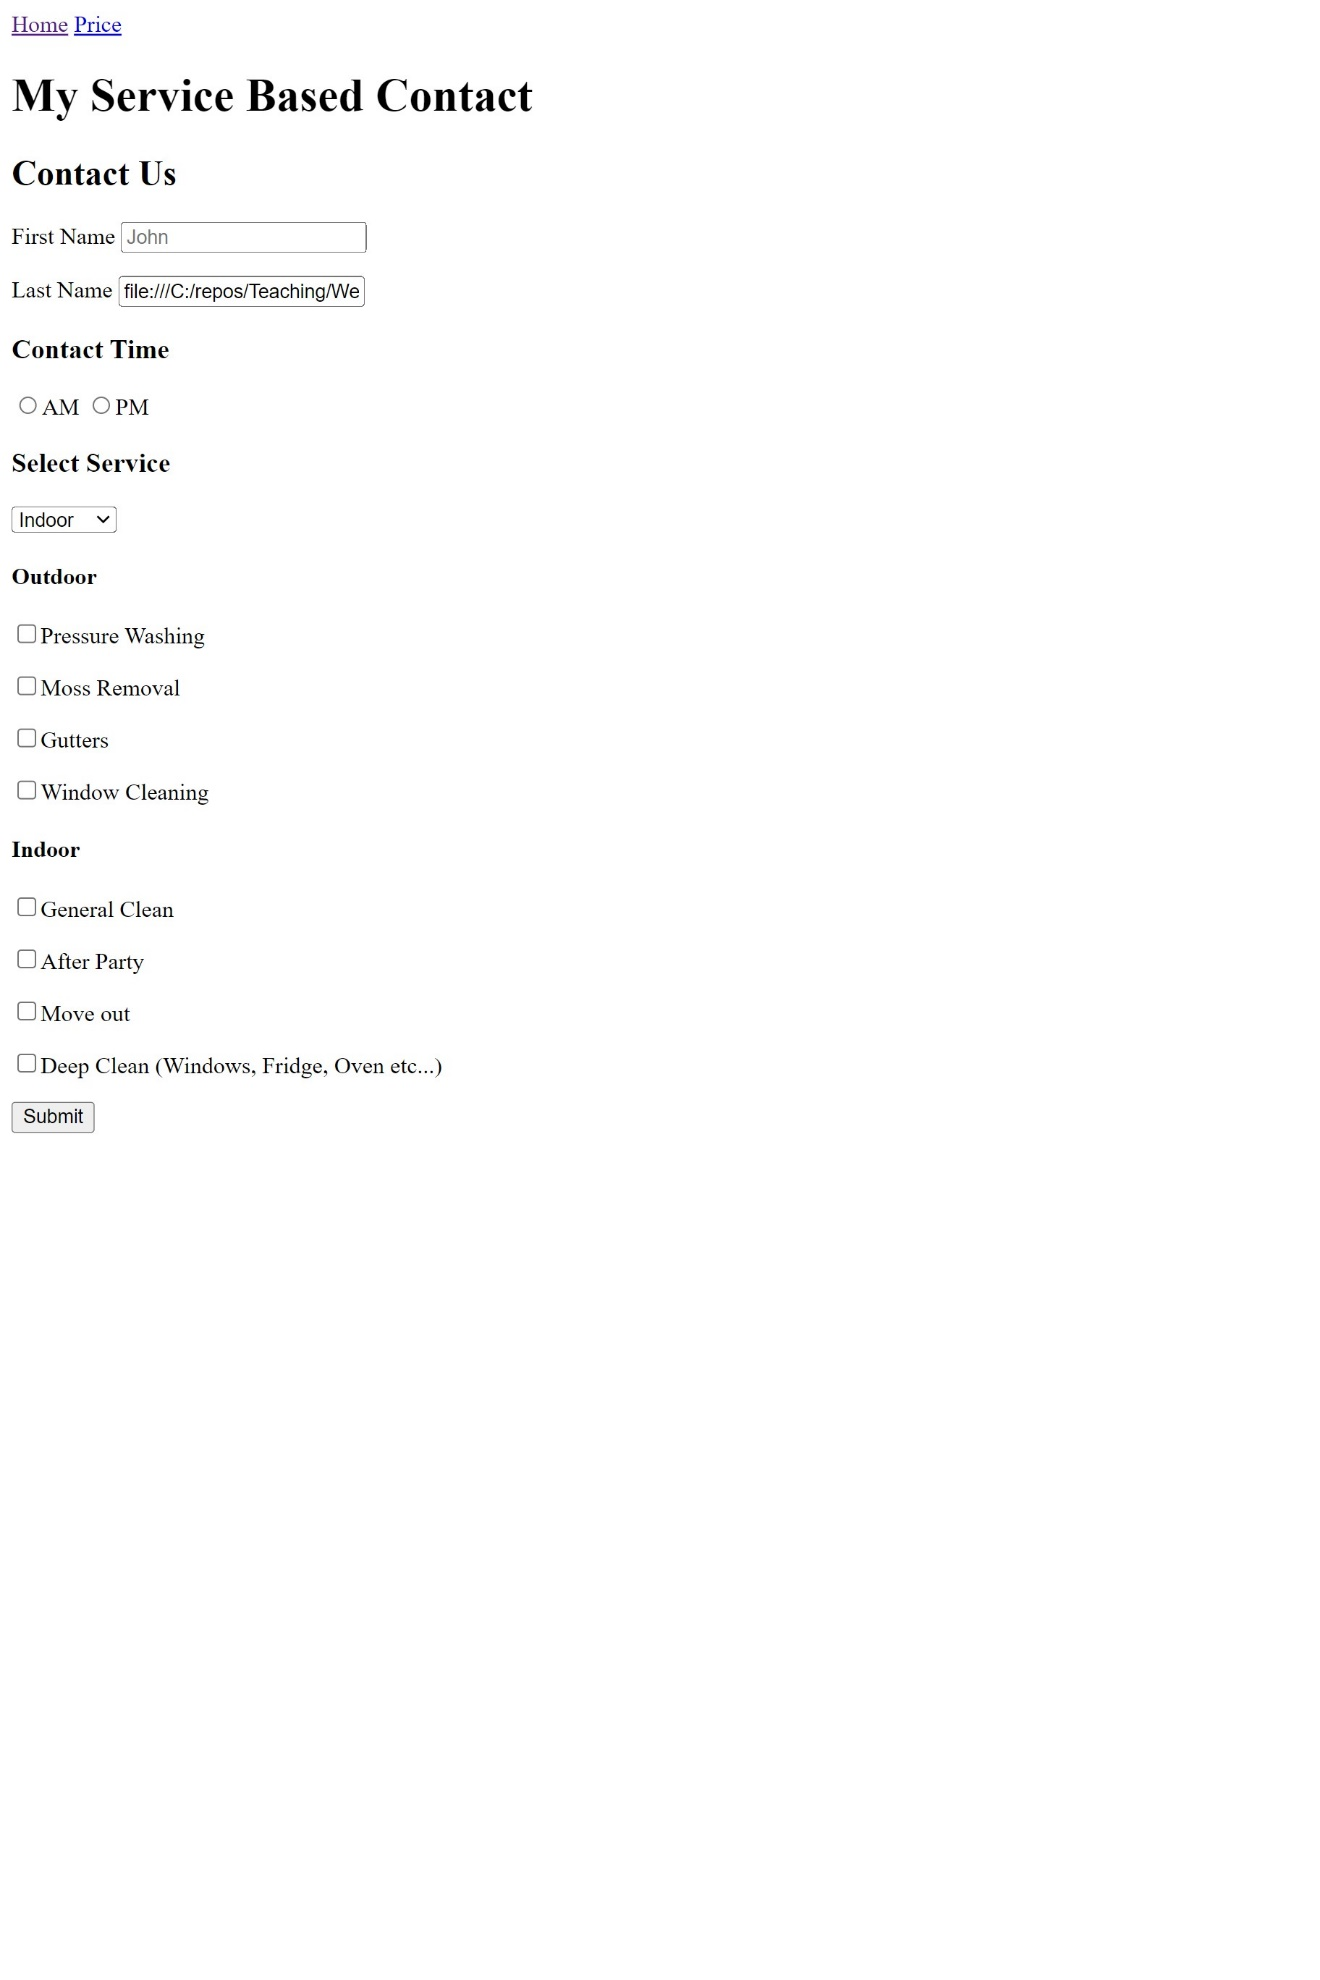 Home Price
My Service Based Contact
Contact Us
First Name John
Last Name file:///C:/repos/Teaching/We
Contact Time
AM PM
Select Service
Indoor
Outdoor
Pressure Washing
Moss Removal
Gutters
Window Cleaning
Indoor
General Clean
After Party
Move out
Deep Clean (Windows, Fridge, Oven etc...)
Submit